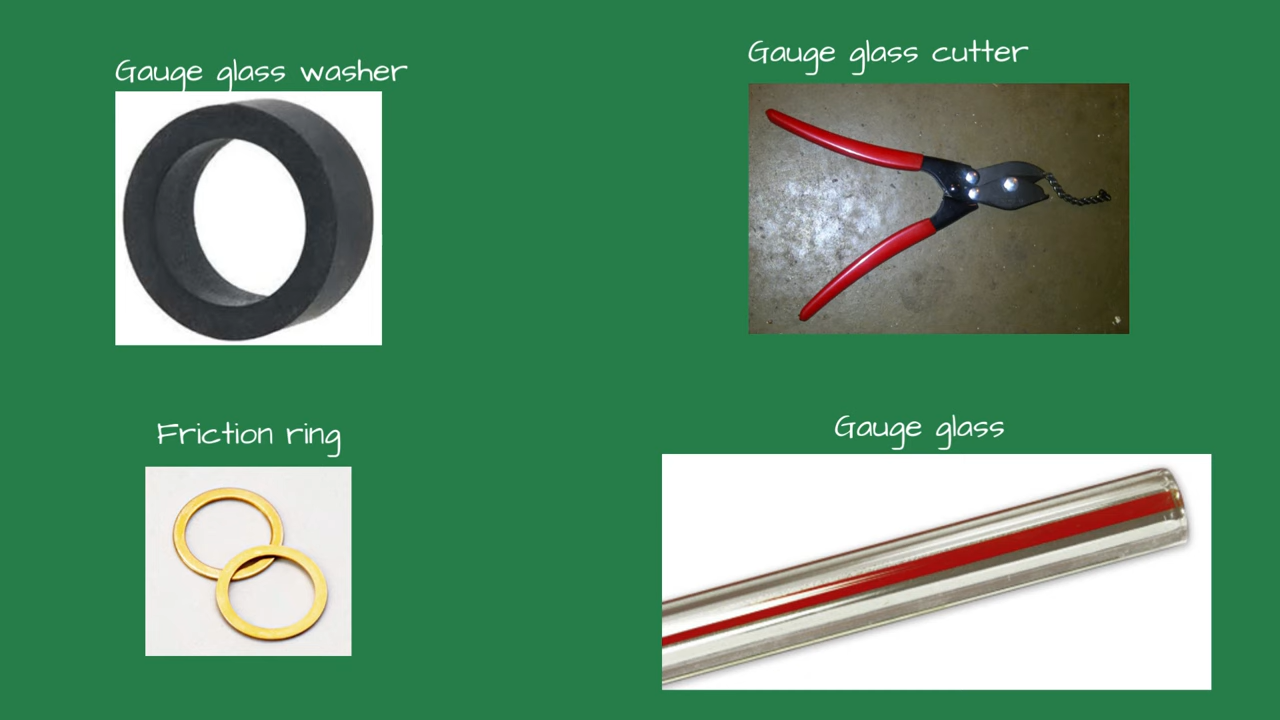 Gauge glass washer
Gauge glass cutter
Friction ring
Gauge glass